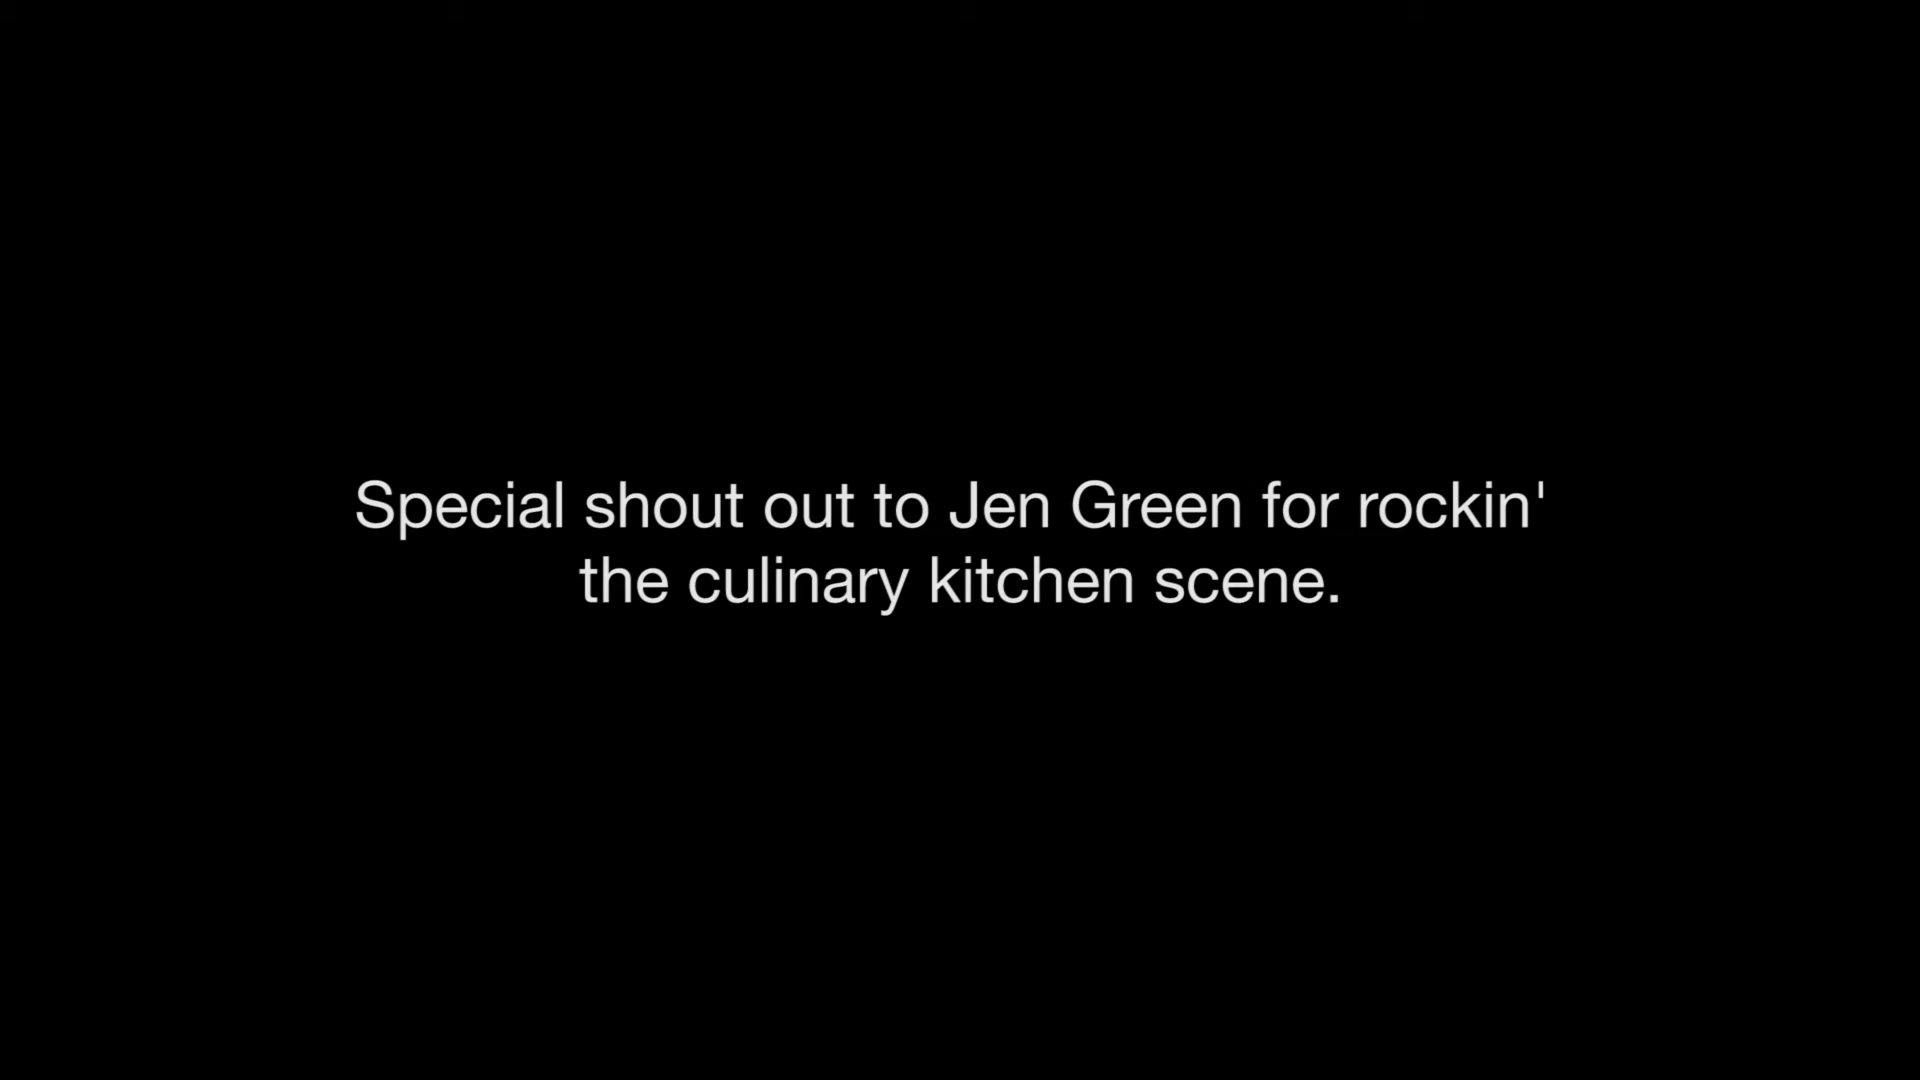 Special shout out to Jen Green for rockin'
the culinary kitchen scene.